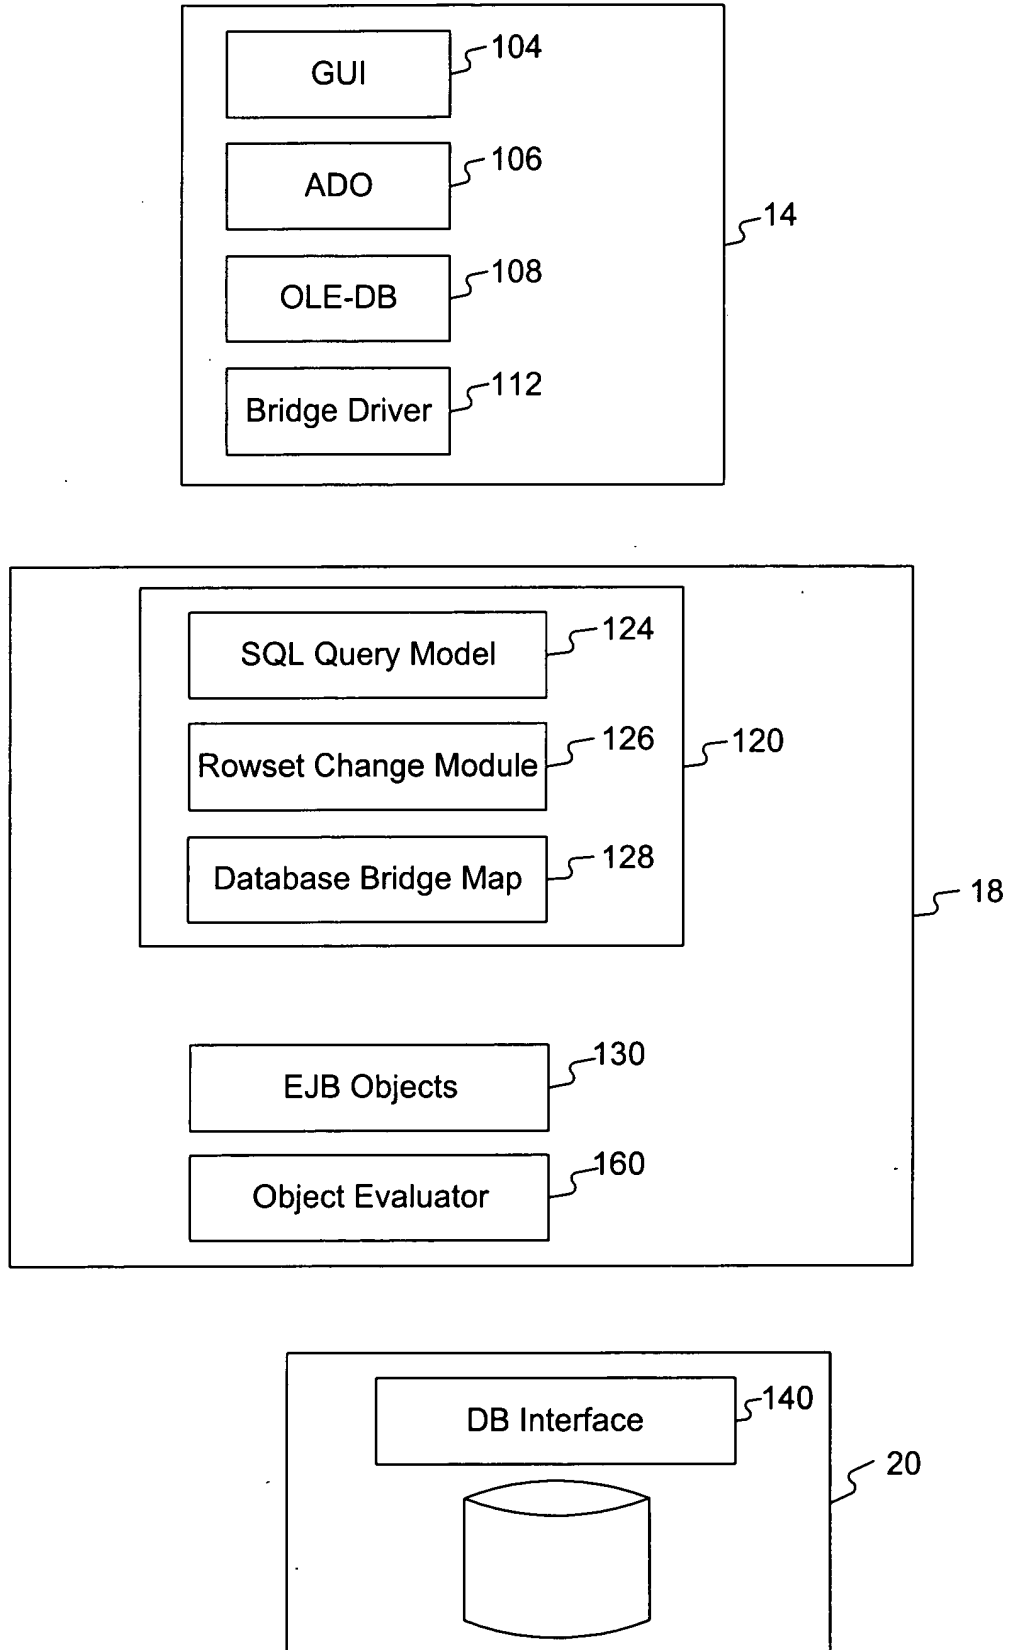 GUI
104
ADO
106
14
OLE-DB
108
Bridge Driver
112
SQL Query Model
124
Rowset Change Module
126
120
Database Bridge Map
128
18
EJB Objects
130
Object Evaluator
160
DB Interface
140
20